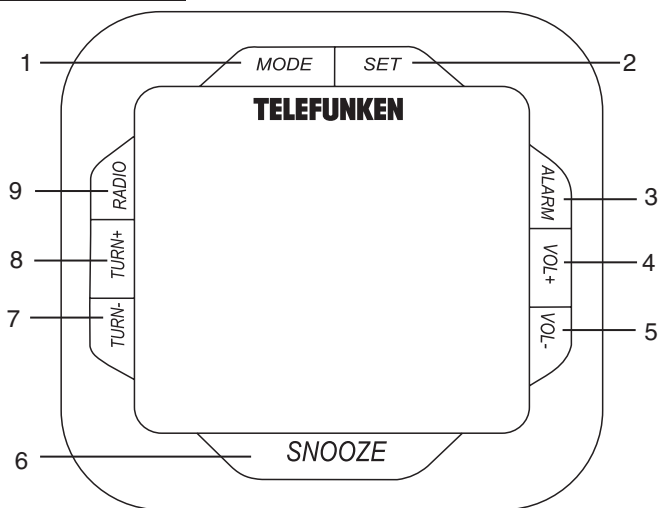 1 MODE SET 2
TELEFUNKEN
9 RADIO ALARM 3
8 TURN+ VOL+ 4
7 TURN- VOL- 5
6 SNOOZE